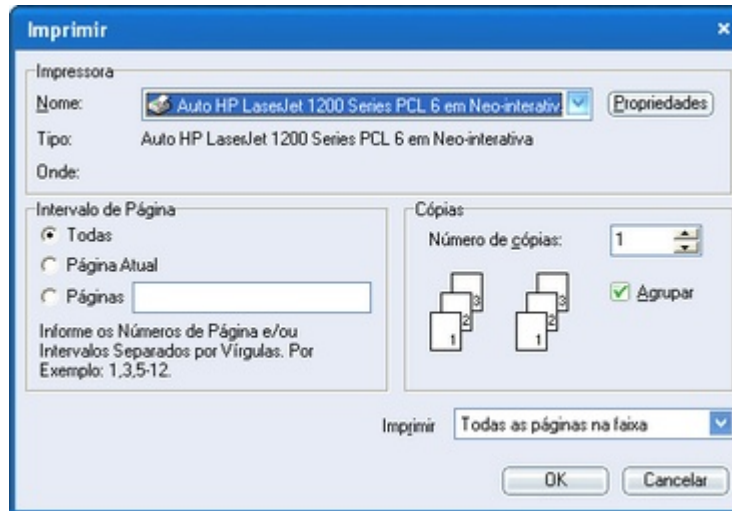 Imprimir
Impressora
Nome: Auto HP LaserJet 1200 Series PCL 6 em Neo-interativ Propriedades
Tipo: Auto HP LaserJet 1200 Series PCL 6 em Neo-interativa
Onde:
Intervalo de Página
Todas
Página Atual
Páginas
Informe os Números de Página e/ou
Intervalos Separados por Vírgulas. Por
Exemplo: 1,3,5-12.
Cópias
Número de cópias: 1
1 2 3 1 2 3
Agrupar
Imprimir Todas as páginas na faixa
OK Cancelar